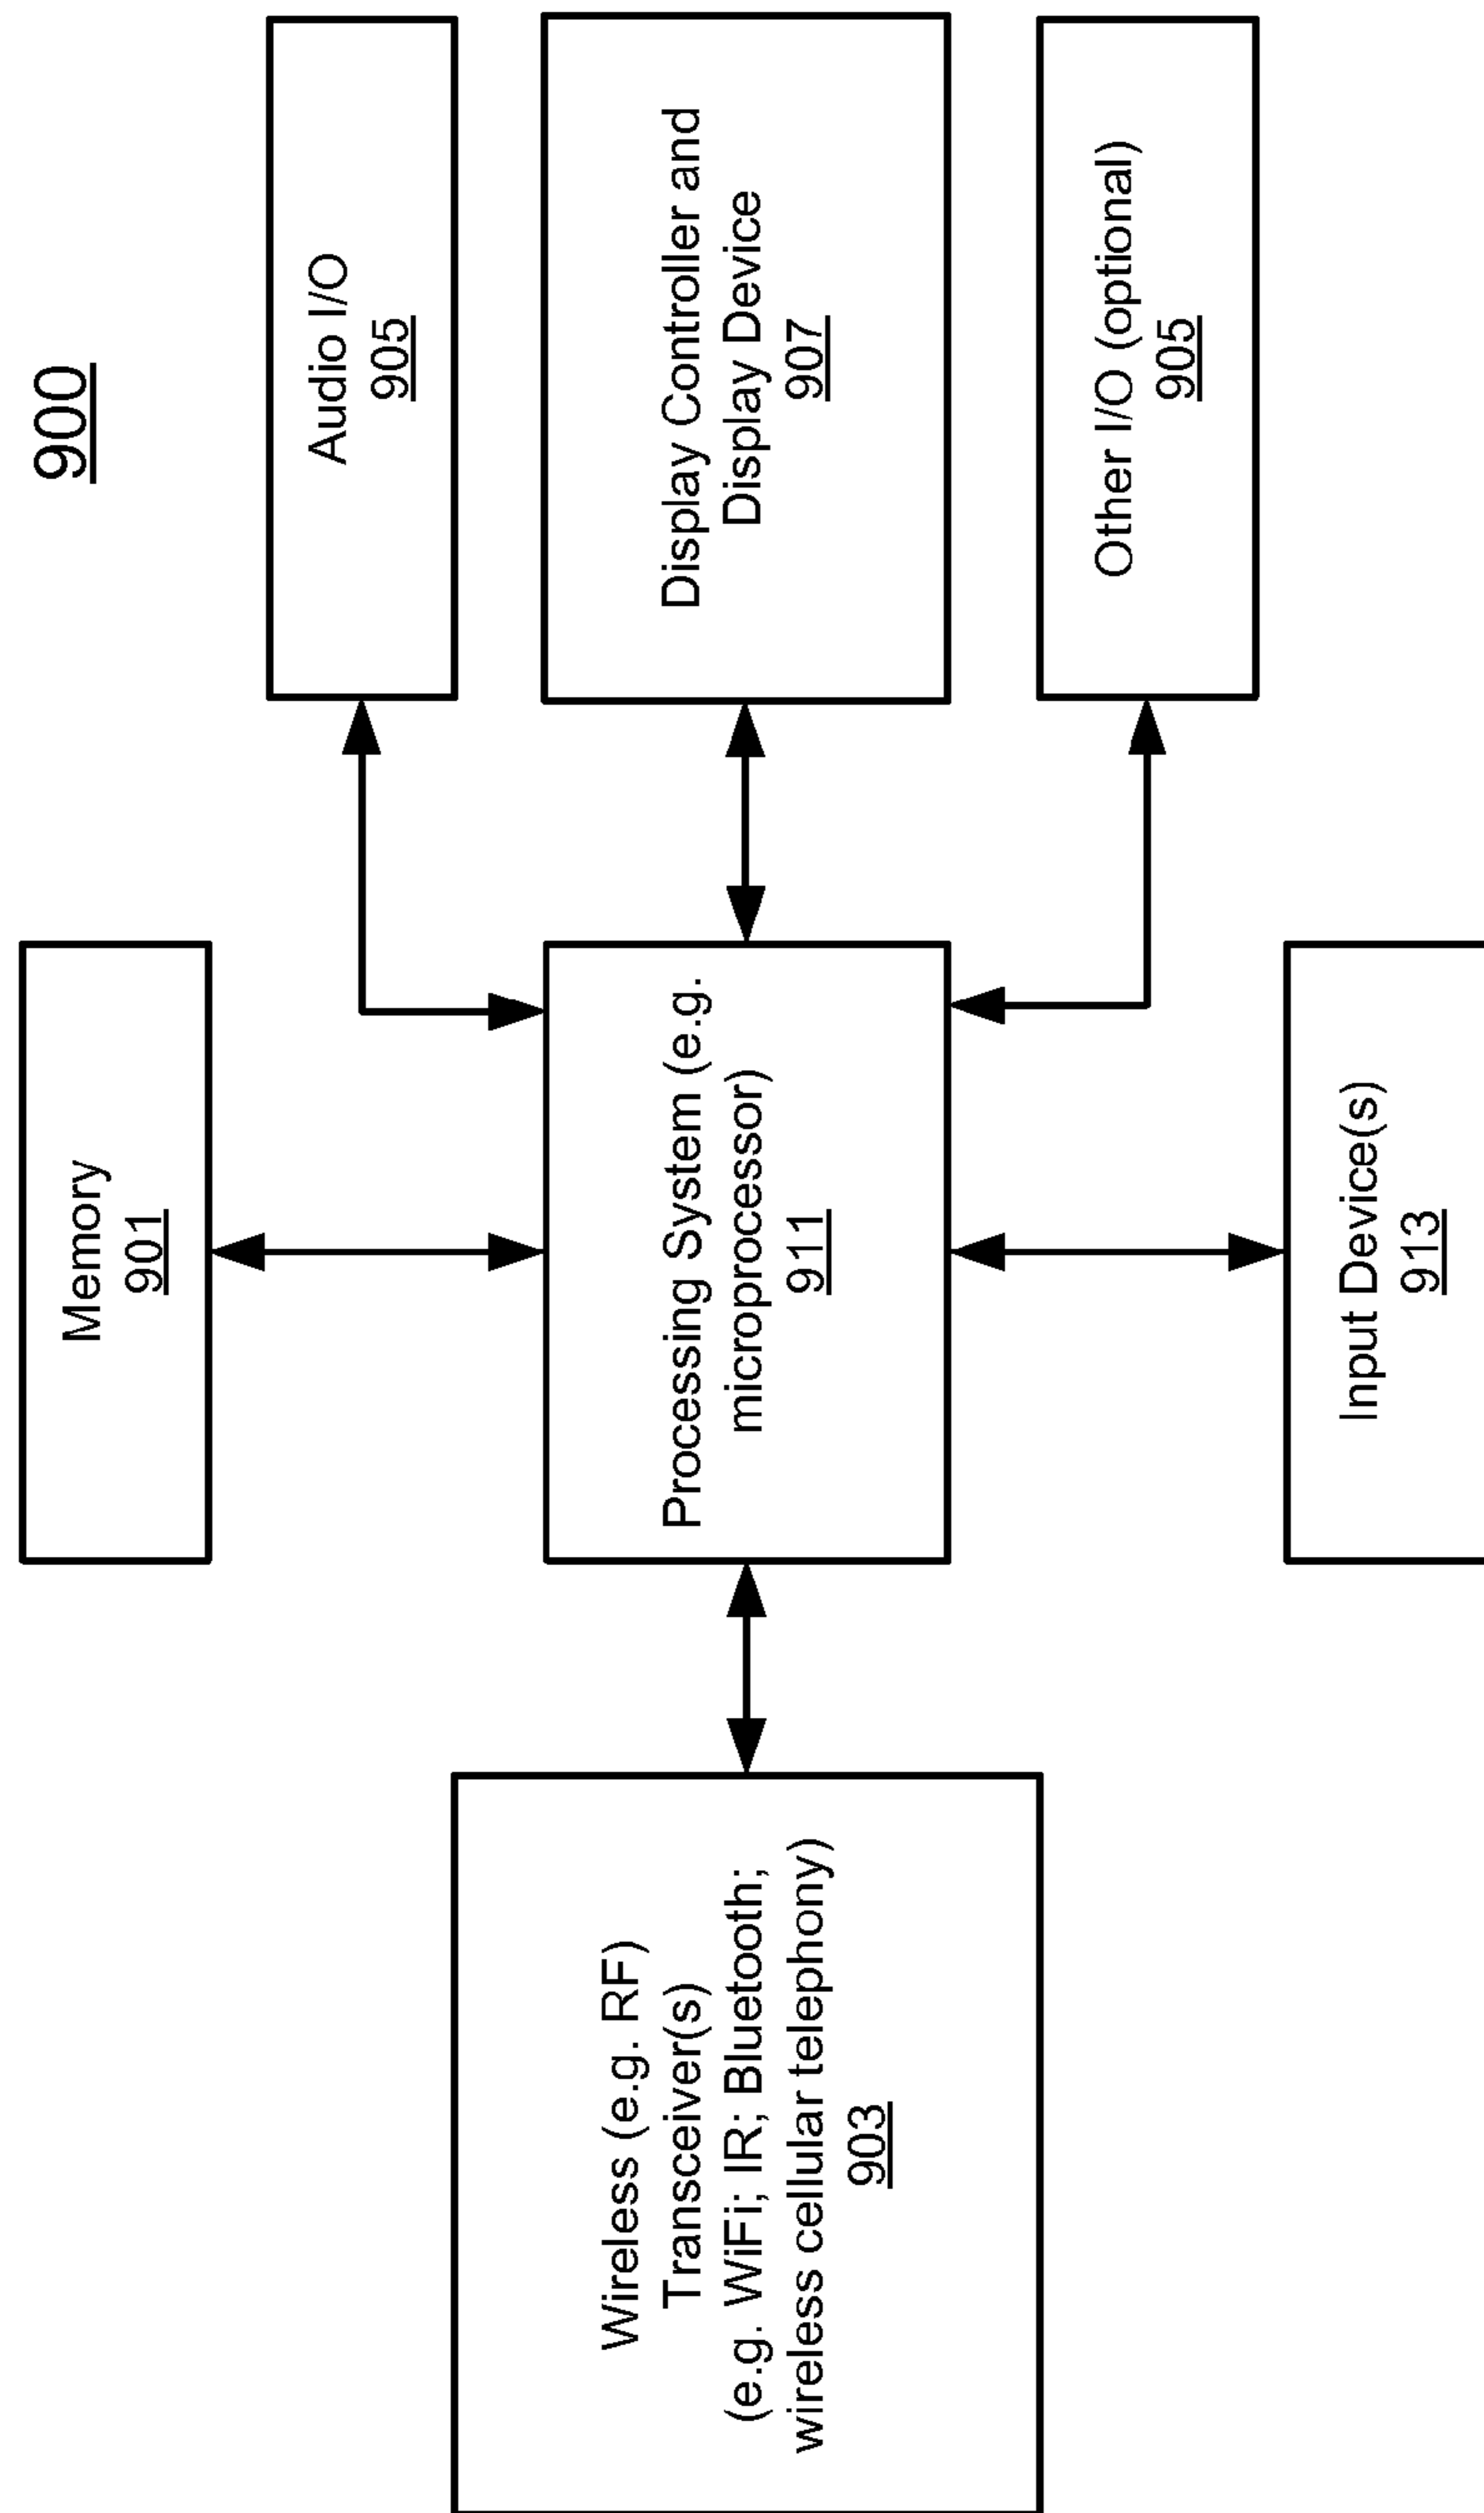 900
Memory
901
Audio I/O
905
Wireless (e.g. RF)
Transceiver(s)
(e.g. WiFi; IR; Bluetooth;
wireless cellular telephony)
903
Processing System (e.g.
microprocessor)
911
Display Controller and
Display Device
907
Other I/O (optional)
905
Input Device(s)
913